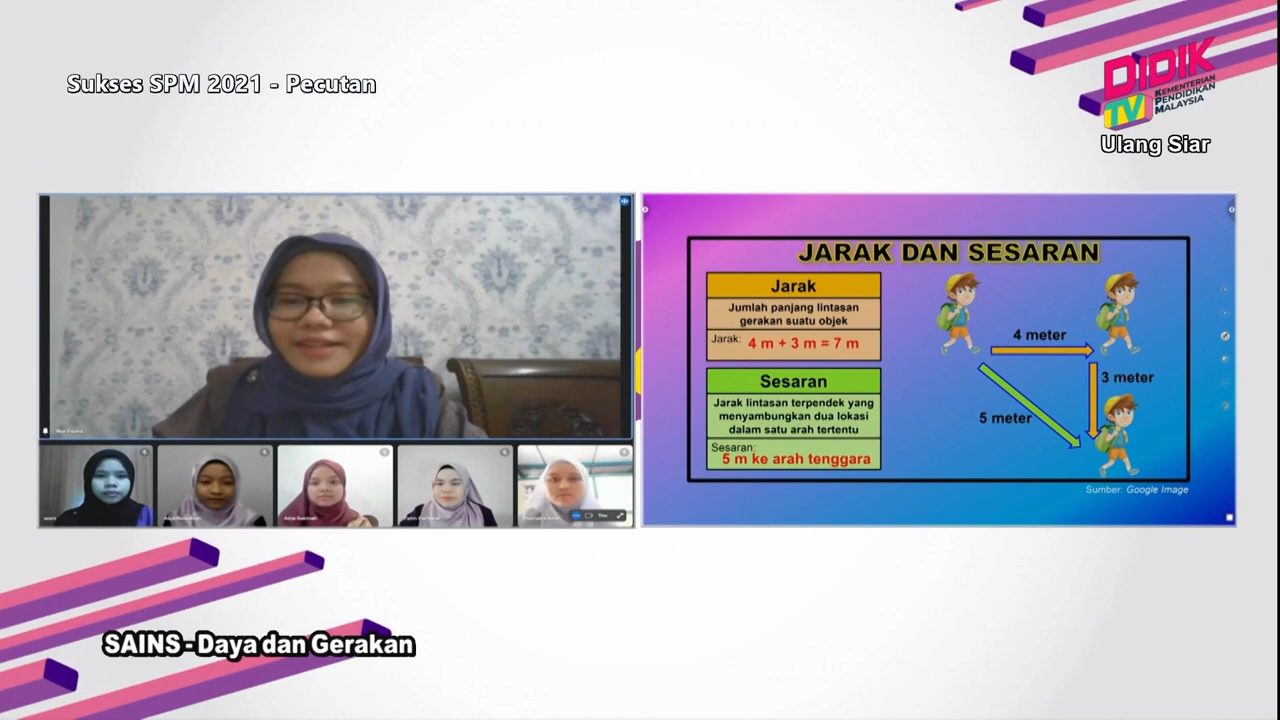 Sukses SPM 2021 - Pecutan
DIDIK
TV
KEMENTERIAN
PENDIDIKAN
MALAYSIA
Ulang Siar
JARAK DAN SESARAN
Jarak
Jumlah panjang lintasan
gerakan suatu objek
Jarak: 4 m + 3 m = 7 m
Sesaran
Jarak lintasan terpendek yang
menyambungkan dua lokasi
dalam satu arah tertentu
Sesaran:
5 m ke arah tenggara
4 meter
3 meter
5 meter
Sumber: Google Image
You
SAINS - Daya dan Gerakan